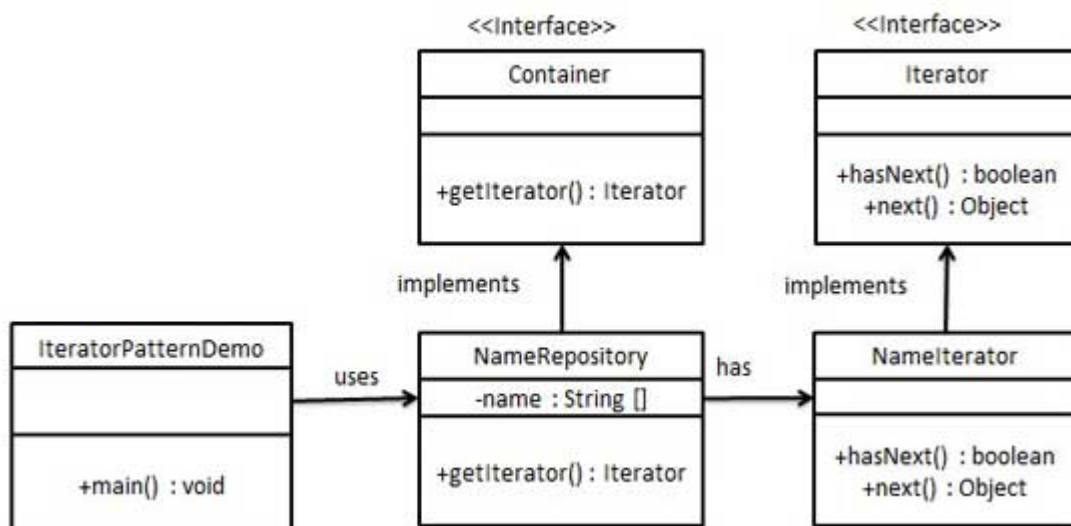 <<Interface>>
Container
+getIterator() : Iterator
<<Interface>>
Iterator
+hasNext() : boolean
+next() : Object
implements
implements
IteratorPatternDemo
+main() : void
uses
NameRepository
-name : String []
+getIterator() : Iterator
has
NameIterator
+hasNext() : boolean
+next() : Object